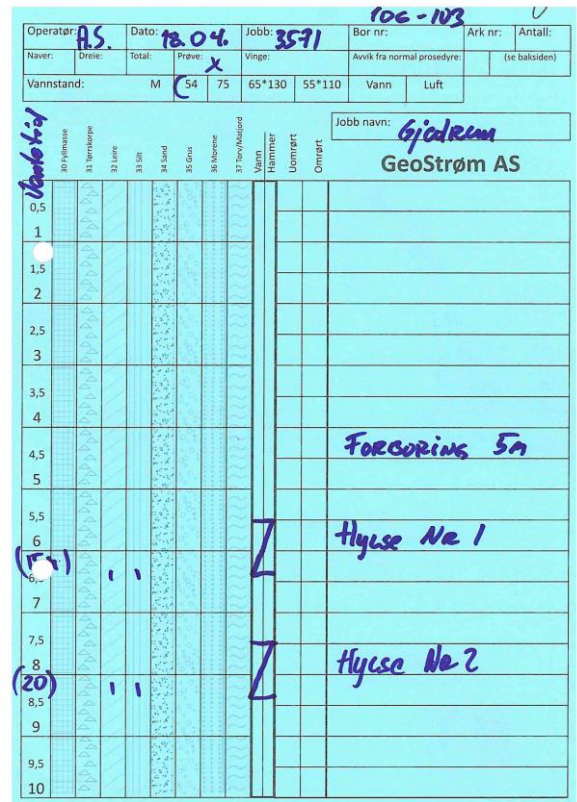 106-103
Operatør: A.S. Dato: 18.04. Jobb: 3571 Bor nr: Ark nr: Antall:
Naver: Dreie: Total: Prøve: X Vinge: Avvik fra normal prosedyre: (se baksiden)
Vannstand: M (54 75 65*130 55*110 Vann Luft
Jobb navn: Gjedrum
GeoStrøm AS
30 Fyllmasse 31 Tørrskorpe 32 Leire 33 Silt 34 Sand 35 Grus 36 Morene 37 Torv/Matjord Vann Hammer Uomrørt Omrørt
0,5
1
1,5
2
2,5
3
3,5
4
4,5 FORBORING 5M
5
5,5
6 Hylse NR 1
7
7,5
8 Hylse NR 2
(20)
8,5
9
9,5
10